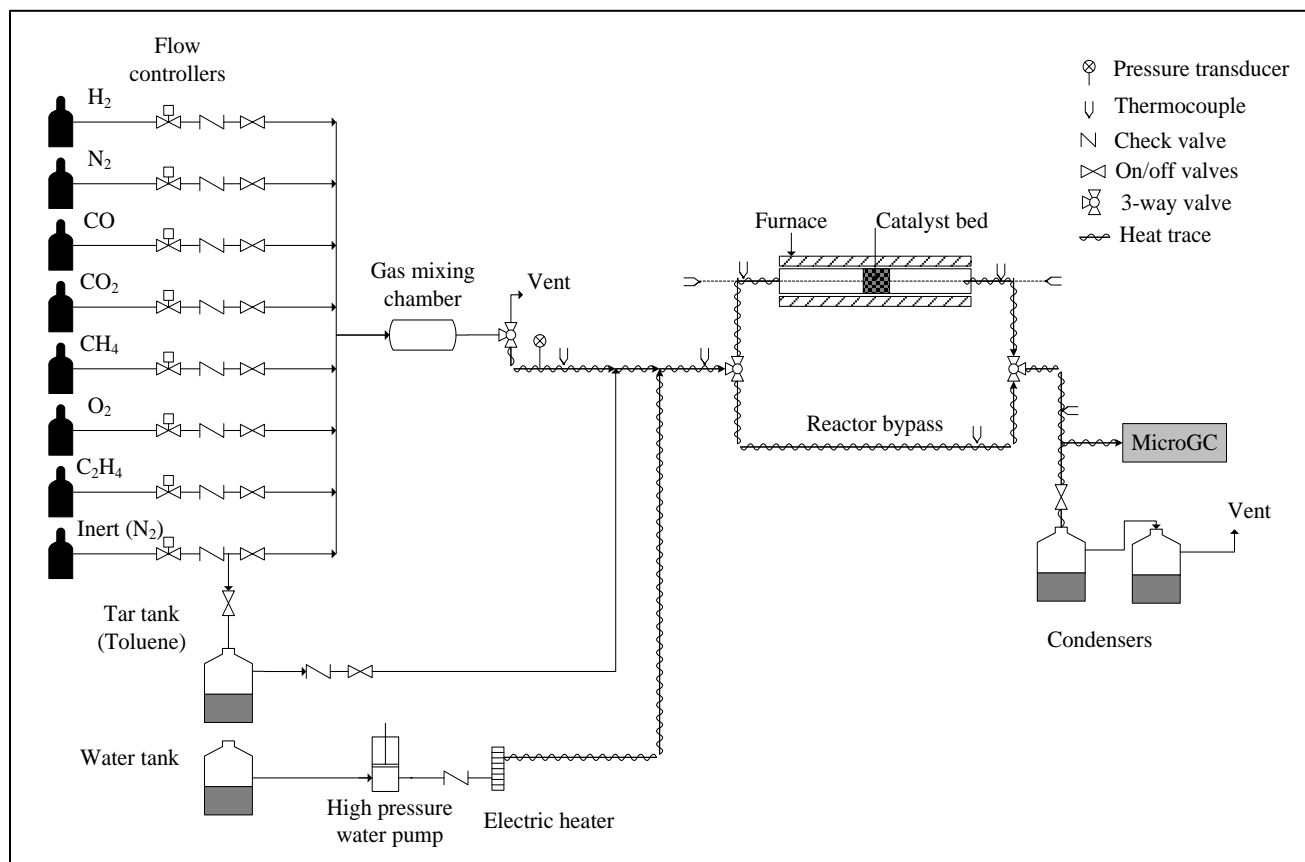 Flow
controllers
H2
N2
CO
CO2
CH4
O2
C2H4
Inert (N2)
Tar tank
(Toluene)
Water tank
High pressure
water pump
Electric heater
Gas mixing
chamber
Vent
Furnace
Catalyst bed
Reactor bypass
Pressure transducer
Thermocouple
Check valve
On/off valves
3-way valve
Heat trace
MicroGC
Vent
Condensers